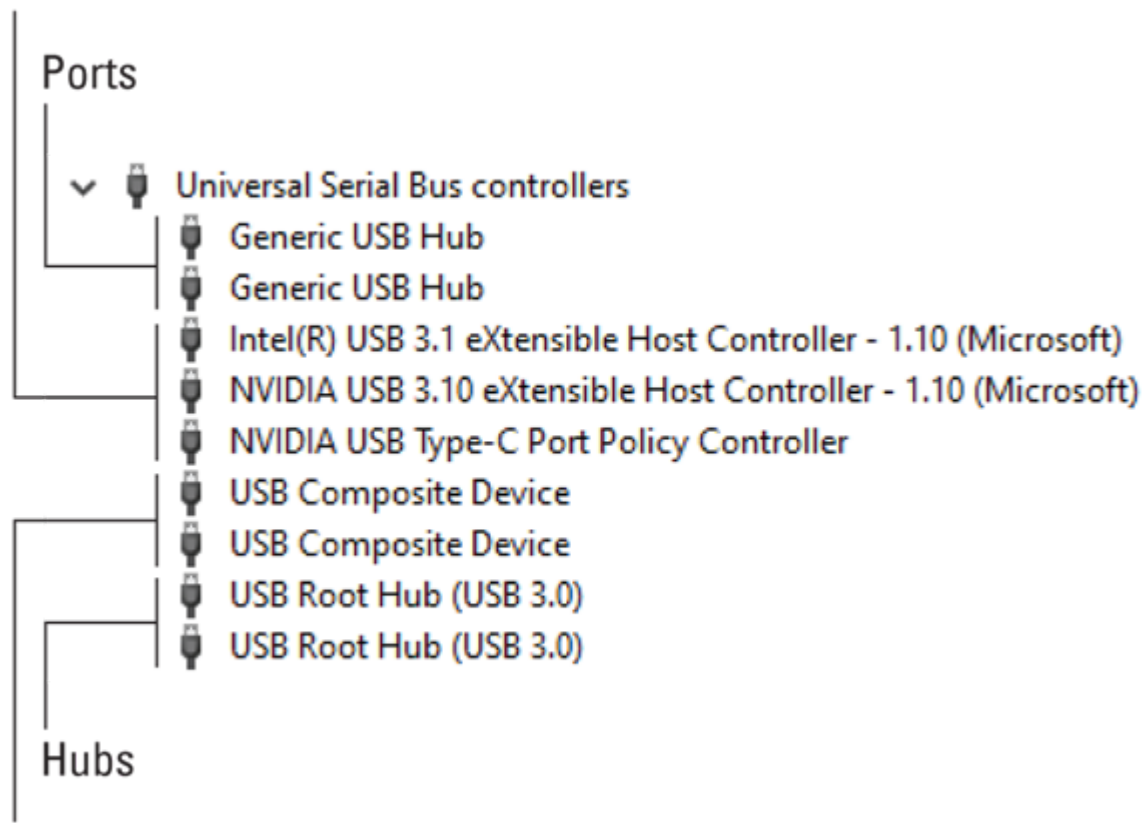 Ports
Universal Serial Bus controllers
Generic USB Hub
Generic USB Hub
Intel(R) USB 3.1 eXtensible Host Controller - 1.10 (Microsoft)
NVIDIA USB 3.10 eXtensible Host Controller - 1.10 (Microsoft)
NVIDIA USB Type-C Port Policy Controller
USB Composite Device
USB Composite Device
USB Root Hub (USB 3.0)
USB Root Hub (USB 3.0)
Hubs